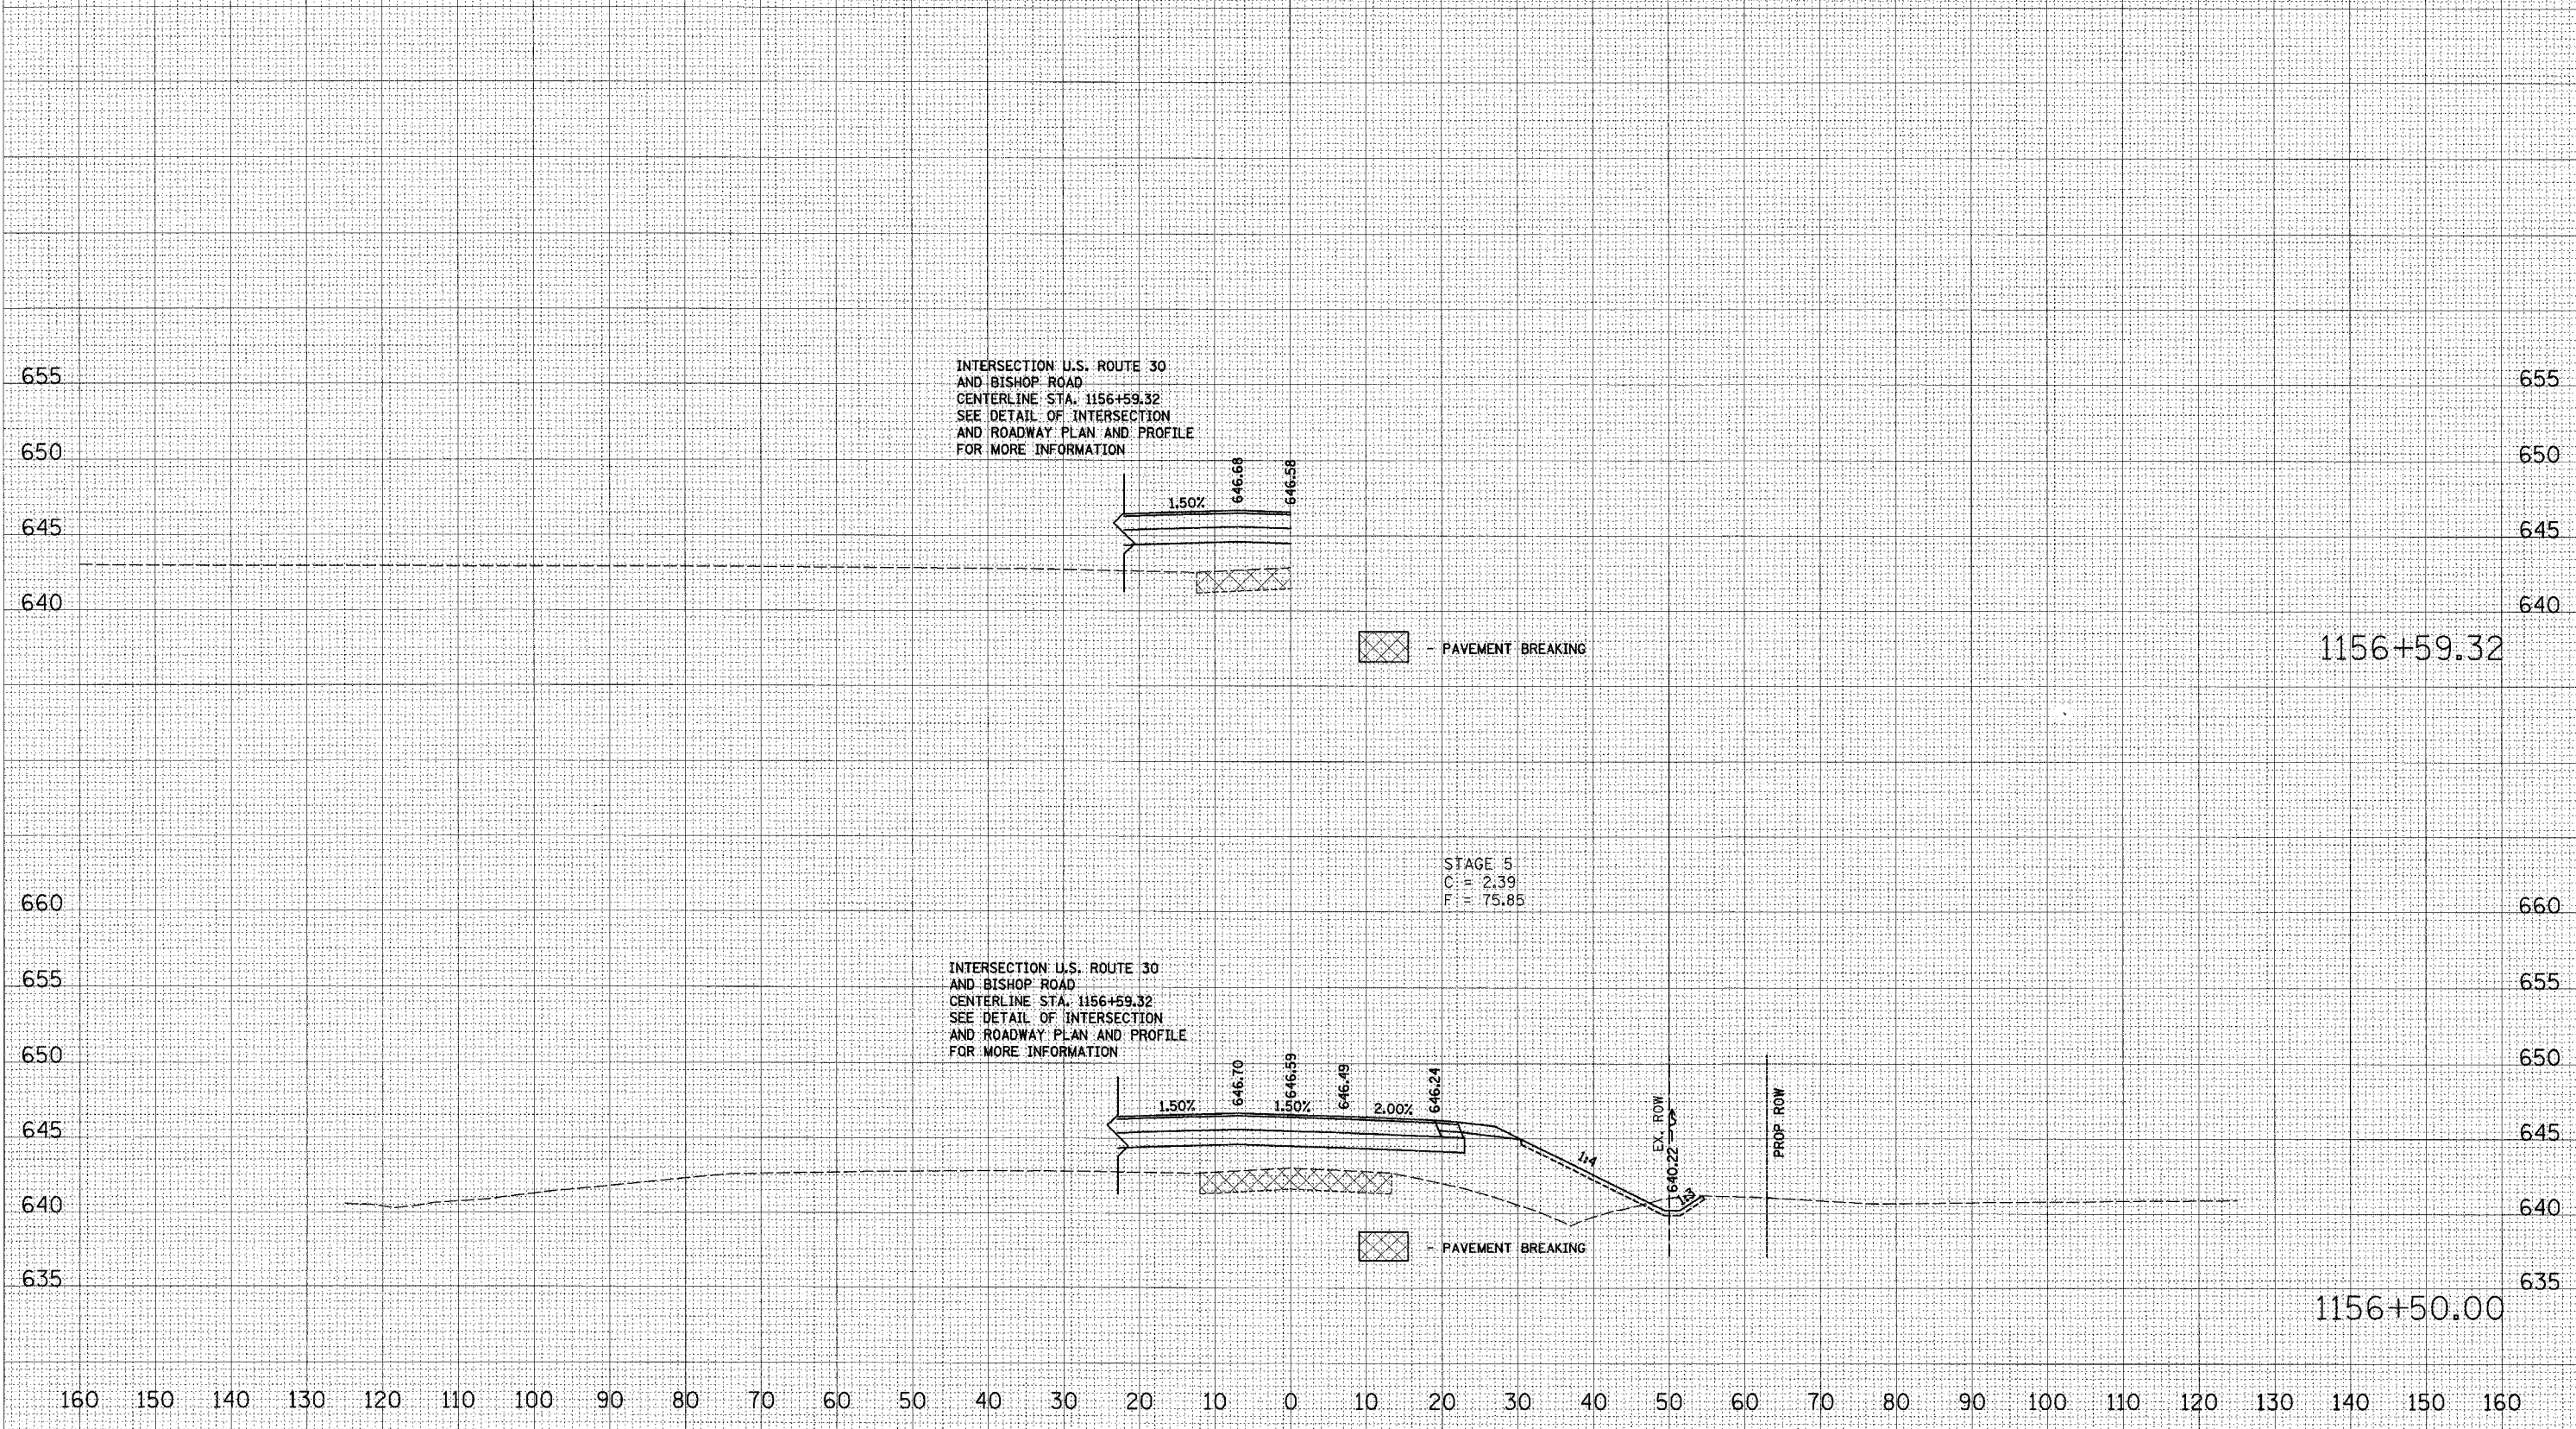 INTERSECTION U.S. ROUTE 30
AND BISHOP ROAD
CENTERLINE STA. 1156+59.32
SEE DETAIL OF INTERSECTION
AND ROADWAY PLAN AND PROFILE
FOR MORE INFORMATION
655
655
650
650
646.68
646.58
1.50%
645
645
640
640
- PAVEMENT BREAKING
1156+59.32
STAGE 5
C = 2.39
F = 75.85
660
660
INTERSECTION U.S. ROUTE 30
AND BISHOP ROAD
CENTERLINE STA. 1156+59.32
SEE DETAIL OF INTERSECTION
AND ROADWAY PLAN AND PROFILE
FOR MORE INFORMATION
655
655
650
650
646.70
646.59
646.49
646.24
1.50%
1.50%
2.00%
EX. ROW
PROP ROW
645
645
1:4
640.22
1:3
640
640
- PAVEMENT BREAKING
635
635
1156+50.00
160 150 140 130 120 110 100 90 80 70 60 50 40 30 20 10 0 10 20 30 40 50 60 70 80 90 100 110 120 130 140 150 160